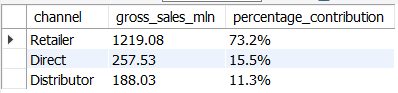 channel gross_sales_mln percentage_contribution
Retailer 1219.08 73.2%
Direct 257.53 15.5%
Distributor 188.03 11.3%